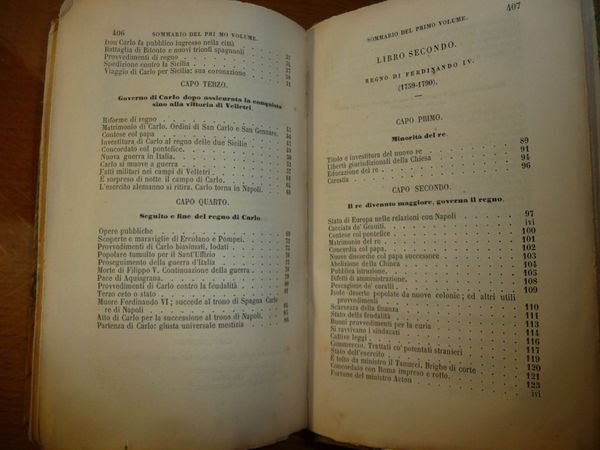 406
SOMMARIO DEL PRIMO VOLUME.
Don Carlo fa pubblico ingresso nella città
Battaglia di Bitonto e nuovi trionfi spagnuoli
Provvedimenti di regno
Spedizione contro la Sicilia
Viaggio di Carlo per Sicilia; sua coronazione
CAPO TERZO.
Governo di Carlo dopo assicurata la conquista
sino alla vittoria di Velletri
Riforme di regno
Matrimonio di Carlo. Ordini di San Carlo e San Gennaro.
Contese col papa
Investitura di Carlo al regno delle due Sicilie
Concordato col pontefice.
Nuova guerra in Italia.
Carlo si muove a guerra
Fatti militari nei campi di Velletri
È sorpreso di notte il campo di Carlo.
L'esercito alemanno si ritira. Carlo torna in Napoli.
CAPO QUARTO.
Seguito e fine del regno di Carlo
Opere pubbliche
Scoperte e maraviglie di Ercolano e Pompei.
Provvedimenti di Carlo biasimati, lodati
Popolare tumulto per il Sant'Uffizio
Proseguimento della guerra d'Italia
Morte di Filippo V. Continuazione della guerra
Pace di Aquisgrana.
Provvedimenti di Carlo contro la feudalità
Terzo ceto o stato
Muore Ferdinando VI; succede al trono di Spagna Carlo
re di Napoli
Atto di Carlo per la successione al trono di Napoli.
Partenza di Carlo: giusta universale mestizia
SOMMARIO DEL PRIMO VOLUME.
407
LIBRO SECONDO.
REGNO DI FERDINANDO IV.
(1759-1790).
CAPO PRIMO.
Minorità del re.
Titolo e investitura del nuovo re 89
Libertà giurisdizionali della Chiesa 91
Educazione del re 94
Carestia 96
CAPO SECONDO.
Il re divenuto maggiore, governa il regno.
Stato di Europa nelle relazioni con Napoli 97
Cacciata de' Gesuiti. ivi
Contese col pontefice 100
Matrimonio del re 101
Concordia col papa 102
Nuove discordie col papa successore 103
Abolizione della Chinea 104
Pubblica istruzione. 105
Difetti di amministrazione. 108
Pescagione de' coralli 109
Isole deserte popolate da nuove colonie; ed altri utili
provvedimenti
Scarsezza della finanza 110
Stato della feudalità 111
Buoni provvedimenti per la curia 113
Si ravvivano i sindacati 114
Cattive leggi
Commercio. Trattati co' potentati stranieri
Stato dell'esercito
È tolto da ministro il Tanucci. Brighe di corte 120
Concordato con Roma impreso e rotto. 121
Fortune del ministro Acton 123
ivi